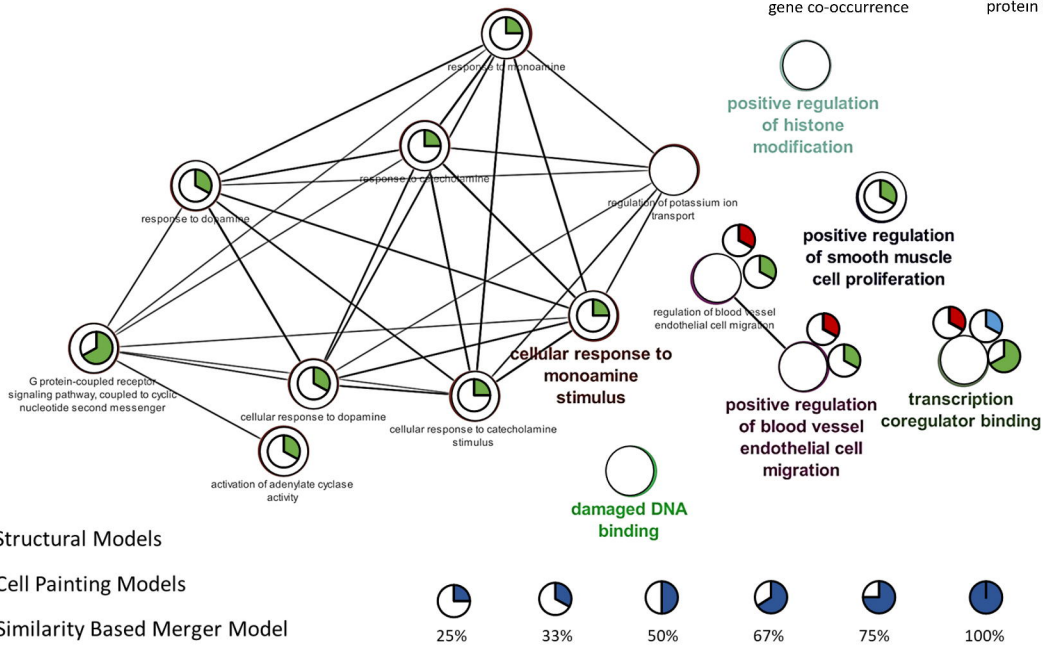 gene co-occurrence
protein
response to monoamine
positive regulation
of histone
modification
response to catecholamine
regulation of potassium ion
transport
response to dopamine
positive regulation
of smooth muscle
cell proliferation
regulation of blood vessel
endothelial cell migration
cellular response to
monoamine
stimulus
G protein-coupled receptor
signaling pathway, coupled to cyclic
nucleotide second messenger
cellular response to dopamine
cellular response to catecholamine
stimulus
positive regulation
of blood vessel
endothelial cell
migration
transcription
coregulator binding
activation of adenylate cyclase
activity
damaged DNA
binding
Structural Models
Cell Painting Models
Similarity Based Merger Model
25%
33%
50%
67%
75%
100%